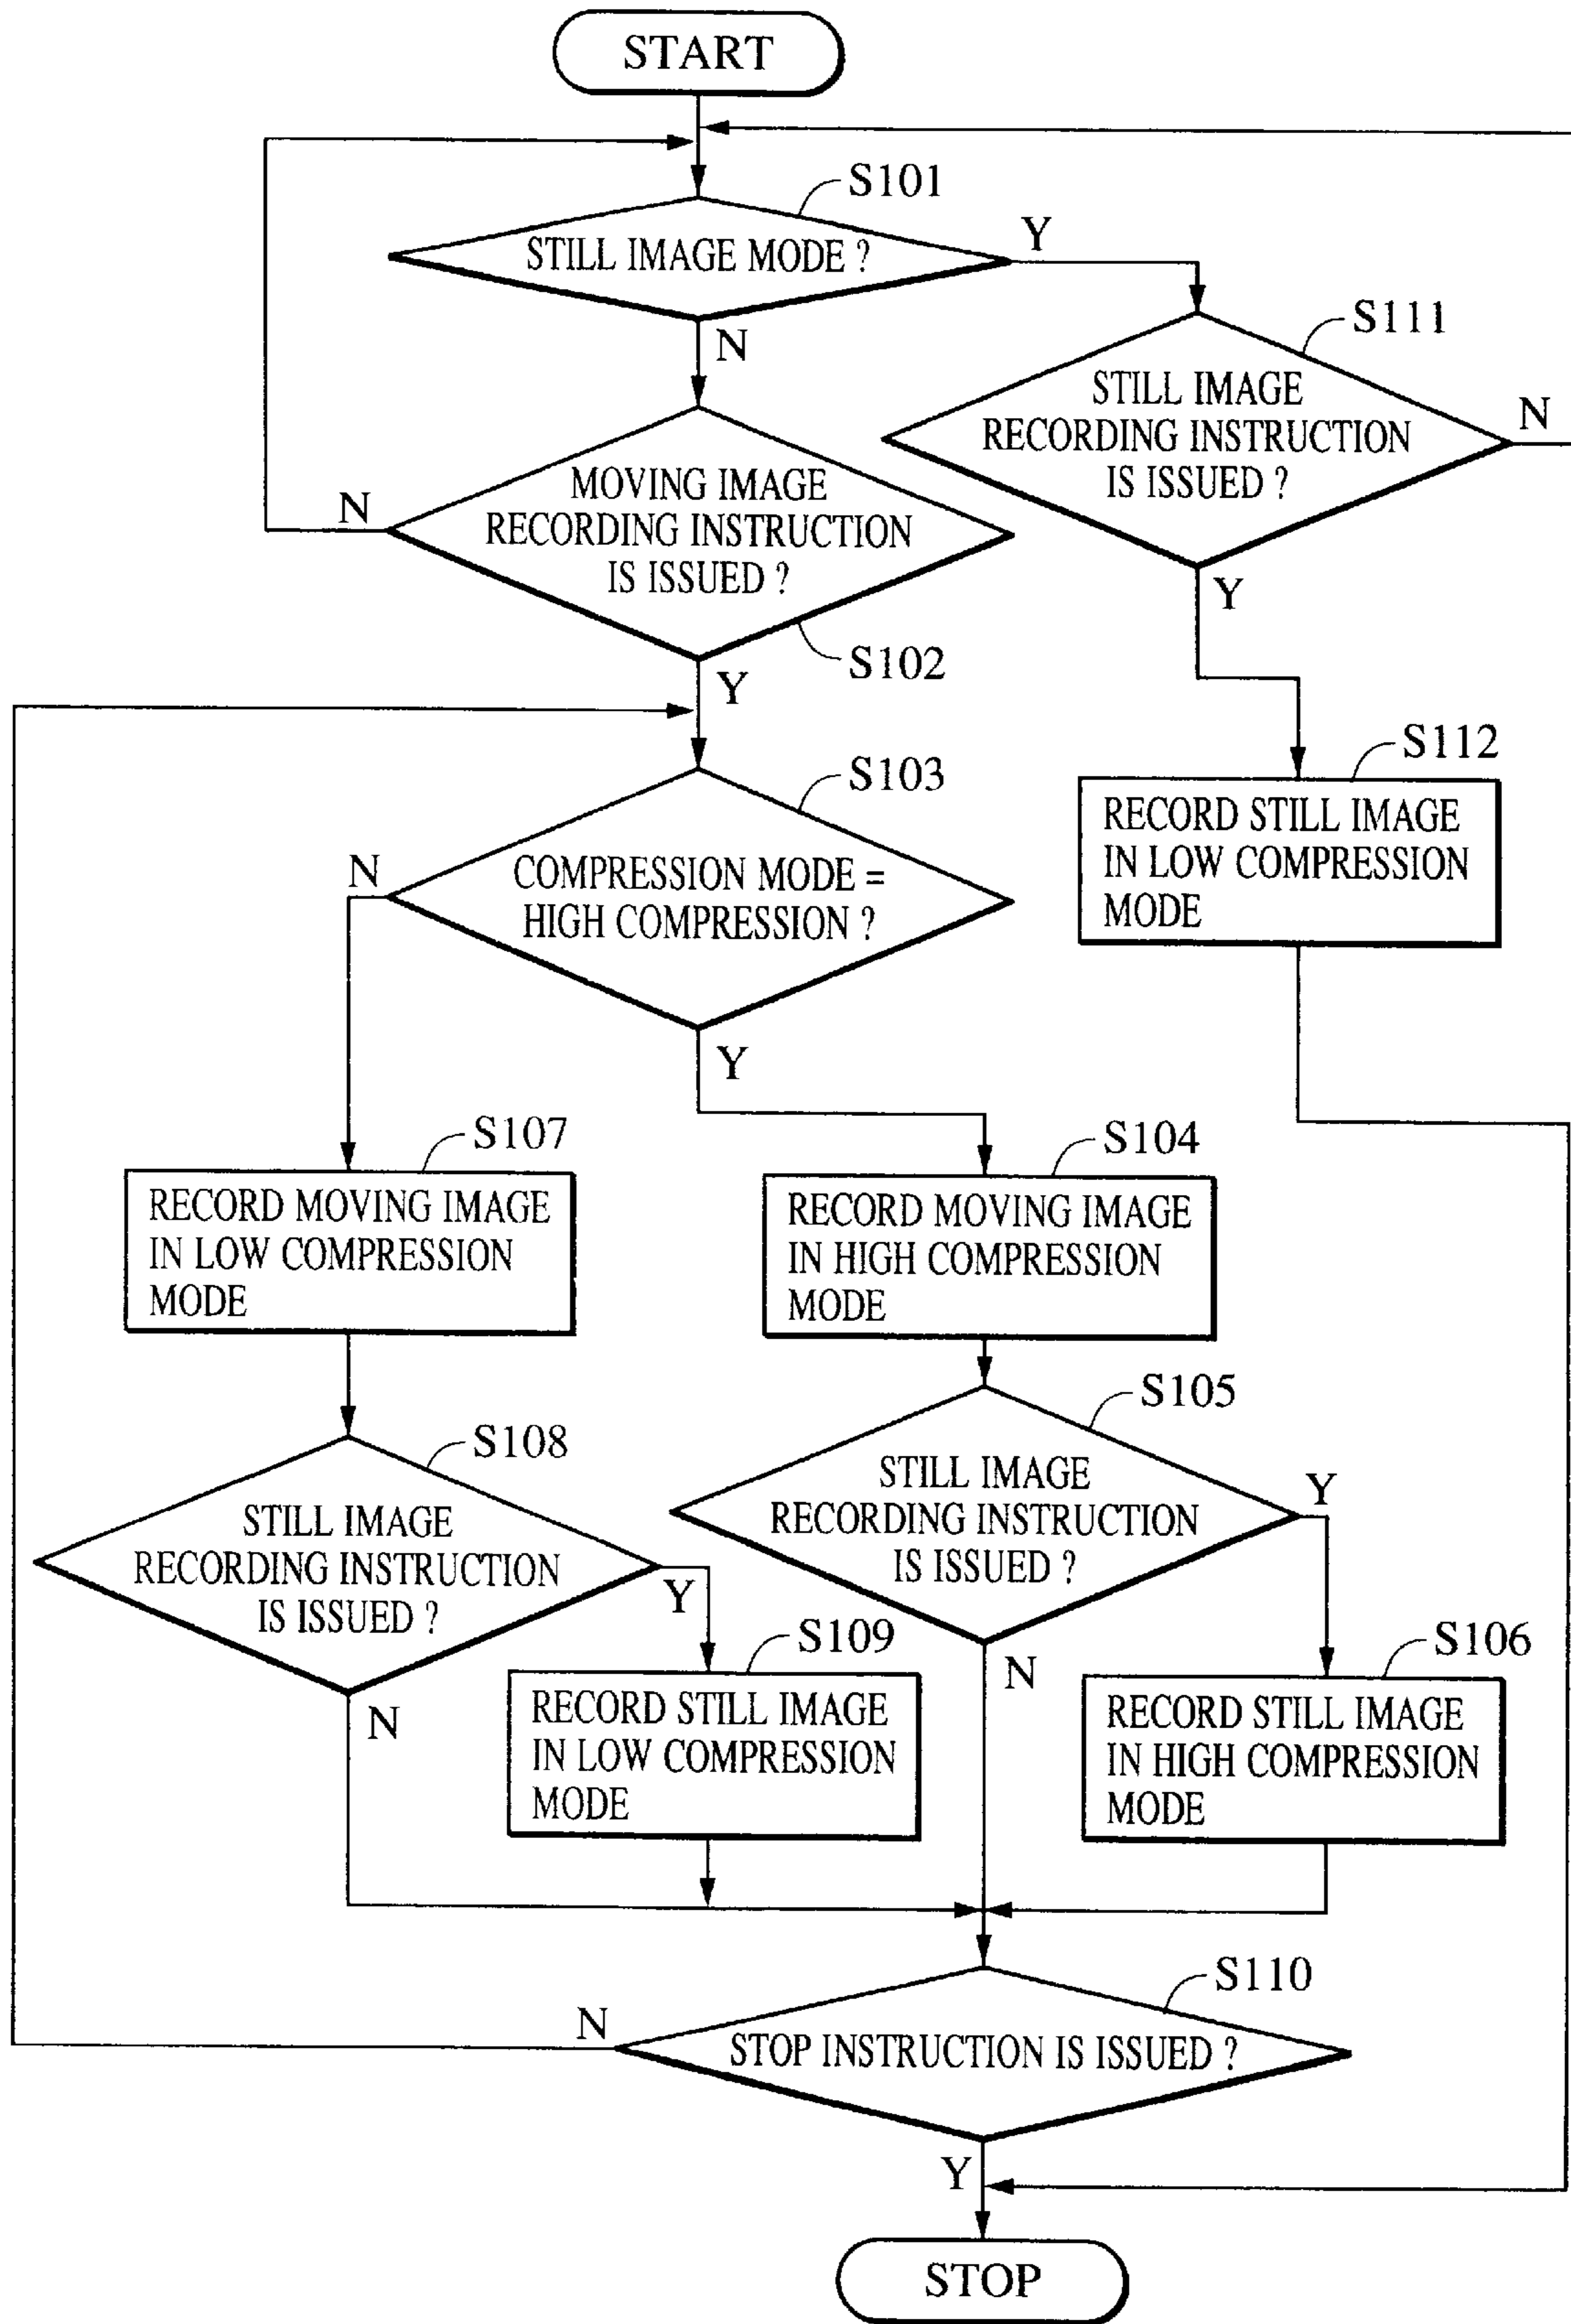 START
S101
STILL IMAGE MODE ?
Y
N
S111
STILL IMAGE
RECORDING INSTRUCTION
IS ISSUED ?
N
Y
MOVING IMAGE
RECORDING INSTRUCTION
IS ISSUED ?
N
S102
Y
S112
RECORD STILL IMAGE
IN LOW COMPRESSION
MODE
S103
COMPRESSION MODE =
HIGH COMPRESSION ?
N
Y
S107
RECORD MOVING IMAGE
IN LOW COMPRESSION
MODE
S104
RECORD MOVING IMAGE
IN HIGH COMPRESSION
MODE
S108
STILL IMAGE
RECORDING INSTRUCTION
IS ISSUED ?
Y
N
S105
STILL IMAGE
RECORDING INSTRUCTION
IS ISSUED ?
Y
N
S109
RECORD STILL IMAGE
IN LOW COMPRESSION
MODE
S106
RECORD STILL IMAGE
IN HIGH COMPRESSION
MODE
S110
STOP INSTRUCTION IS ISSUED ?
N
Y
STOP